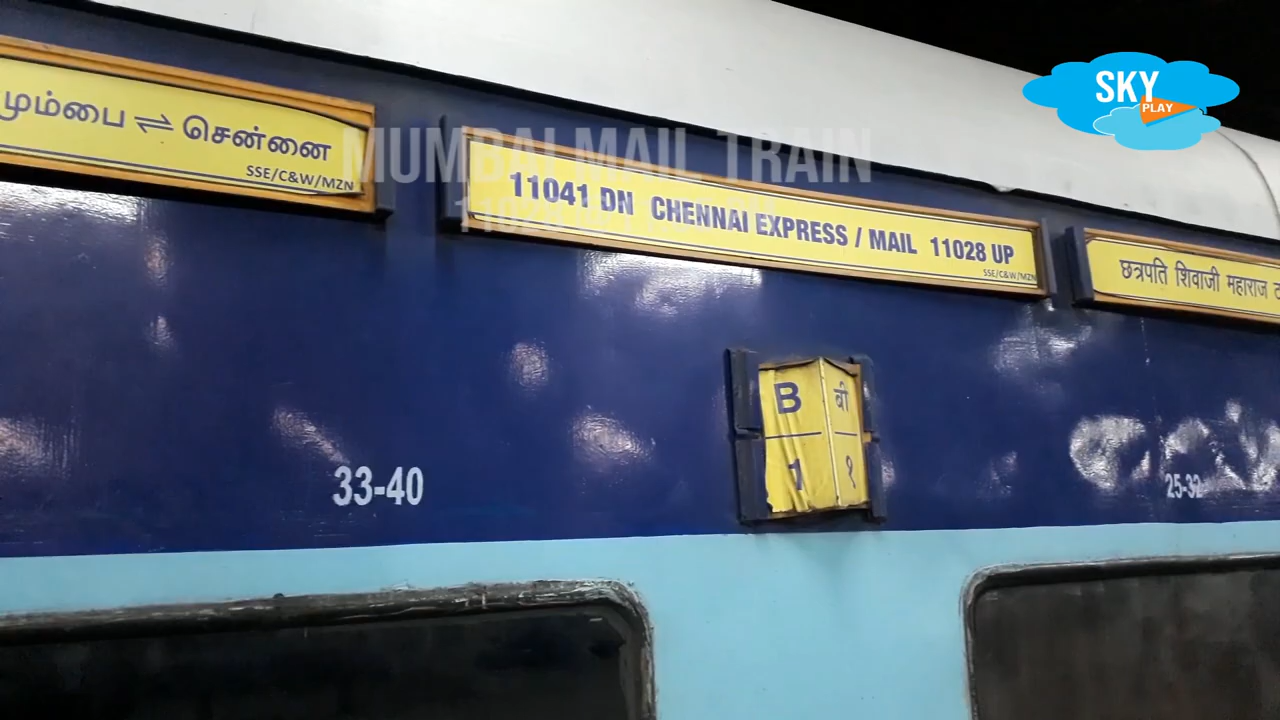 SKY
PLAY
மும்பை ⇌ சென்னை
SSE/C&W/MZN
MUMBAI MAIL TRAIN
11041 DN CHENNAI EXPRESS / MAIL 11028 UP
SSE/C&W/MZN
छत्रपति शिवाजी महाराज
B
1
बी
१
33-40
25-32